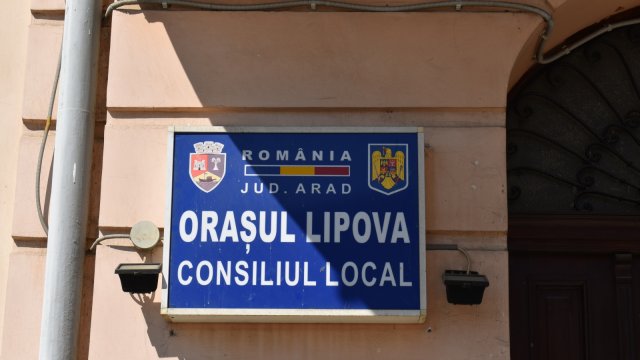 ROMÂNIA
JUD. ARAD
ORAȘUL LIPOVA
CONSILIUL LOCAL